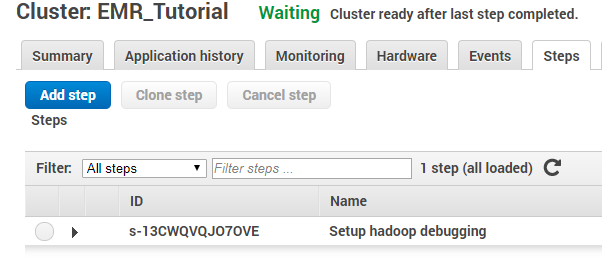 Cluster: EMR_Tutorial Waiting Cluster ready after last step completed.
Summary Application history Monitoring Hardware Events Steps
Add step Clone step Cancel step
Steps
Filter: All steps Filter steps ... 1 step (all loaded)
ID Name
s-13CWQVQJO7OVE Setup hadoop debugging